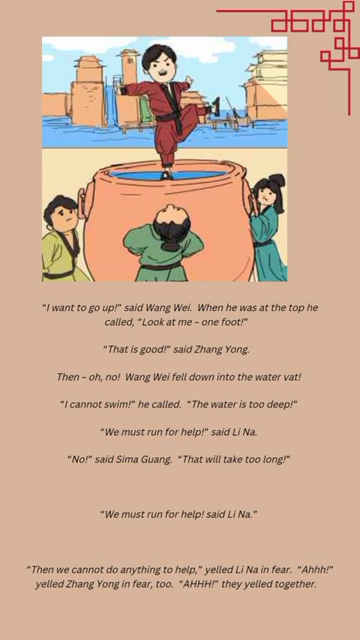 “I want to go up!” said Wang Wei.  When he was at the top he
called, “Look at me – one foot!”
“That is good!” said Zhang Yong.
Then – oh, no!  Wang Wei fell down into the water vat!
“I cannot swim!” he called.  “The water is too deep!”
“We must run for help!” said Li Na.
“No!” said Sima Guang.  “That will take too long!”
“We must run for help! said Li Na.”
“Then we cannot do anything to help,” yelled Li Na in fear.  “Ahhh!”
yelled Zhang Yong in fear, too.  “AHHH!” they yelled together.